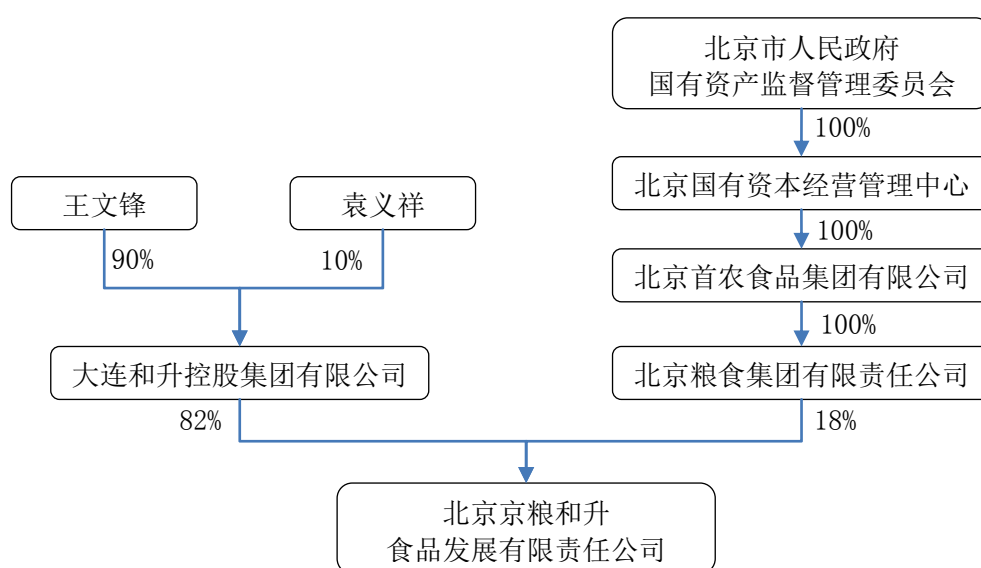 北京市人民政府
国有资产监督管理委员会
100%
王文锋
袁义祥
北京国有资本经营管理中心
90%
10%
100%
北京首农食品集团有限公司
100%
大连和升控股集团有限公司
北京粮食集团有限责任公司
82%
18%
北京京粮和升
食品发展有限责任公司